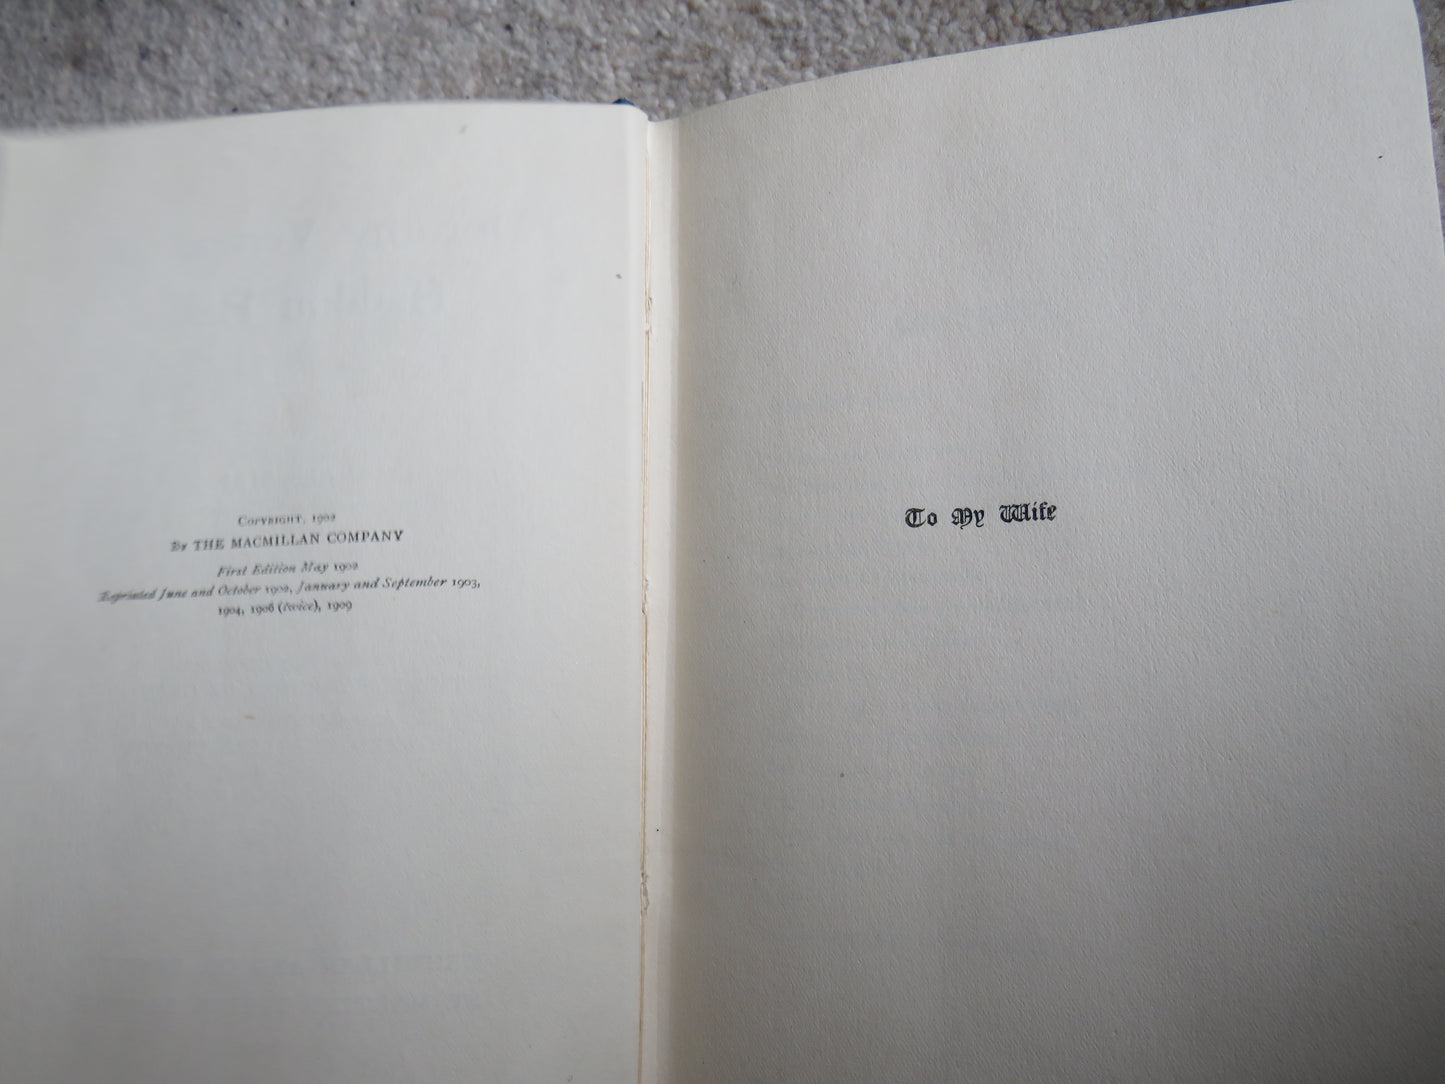 COPYRIGHT, 1902
BY THE MACMILLAN COMPANY
First Edition May 1902
Reprinted June and October 1902, January and September 1903,
1904, 1906 (twice), 1909
To My Wife